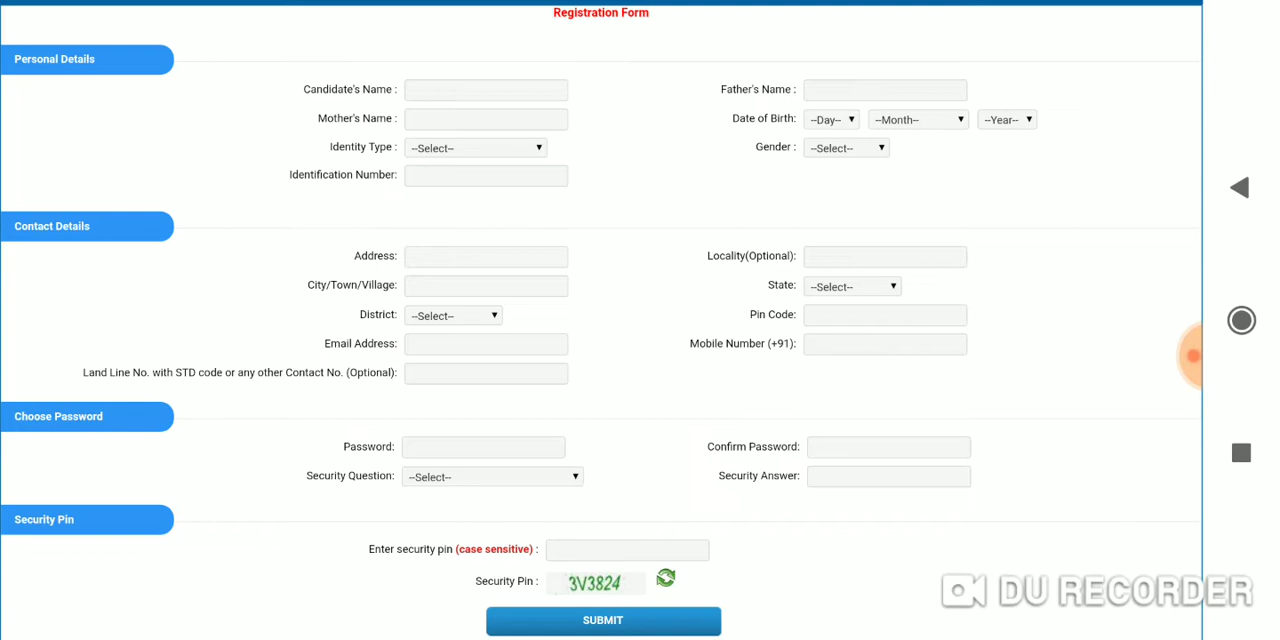 Registration Form
Personal Details
Candidate's Name :
Father's Name :
Mother's Name :
Date of Birth: --Day-- --Month-- --Year--
Identity Type : --Select--
Gender : --Select--
Identification Number:
Contact Details
Address:
Locality(Optional):
City/Town/Village:
State: --Select--
District: --Select--
Pin Code:
Email Address:
Mobile Number (+91):
Land Line No. with STD code or any other Contact No. (Optional):
Choose Password
Password:
Confirm Password:
Security Question: --Select--
Security Answer:
Security Pin
Enter security pin (case sensitive) :
Security Pin : 3V3824
SUBMIT
DU RECORDER